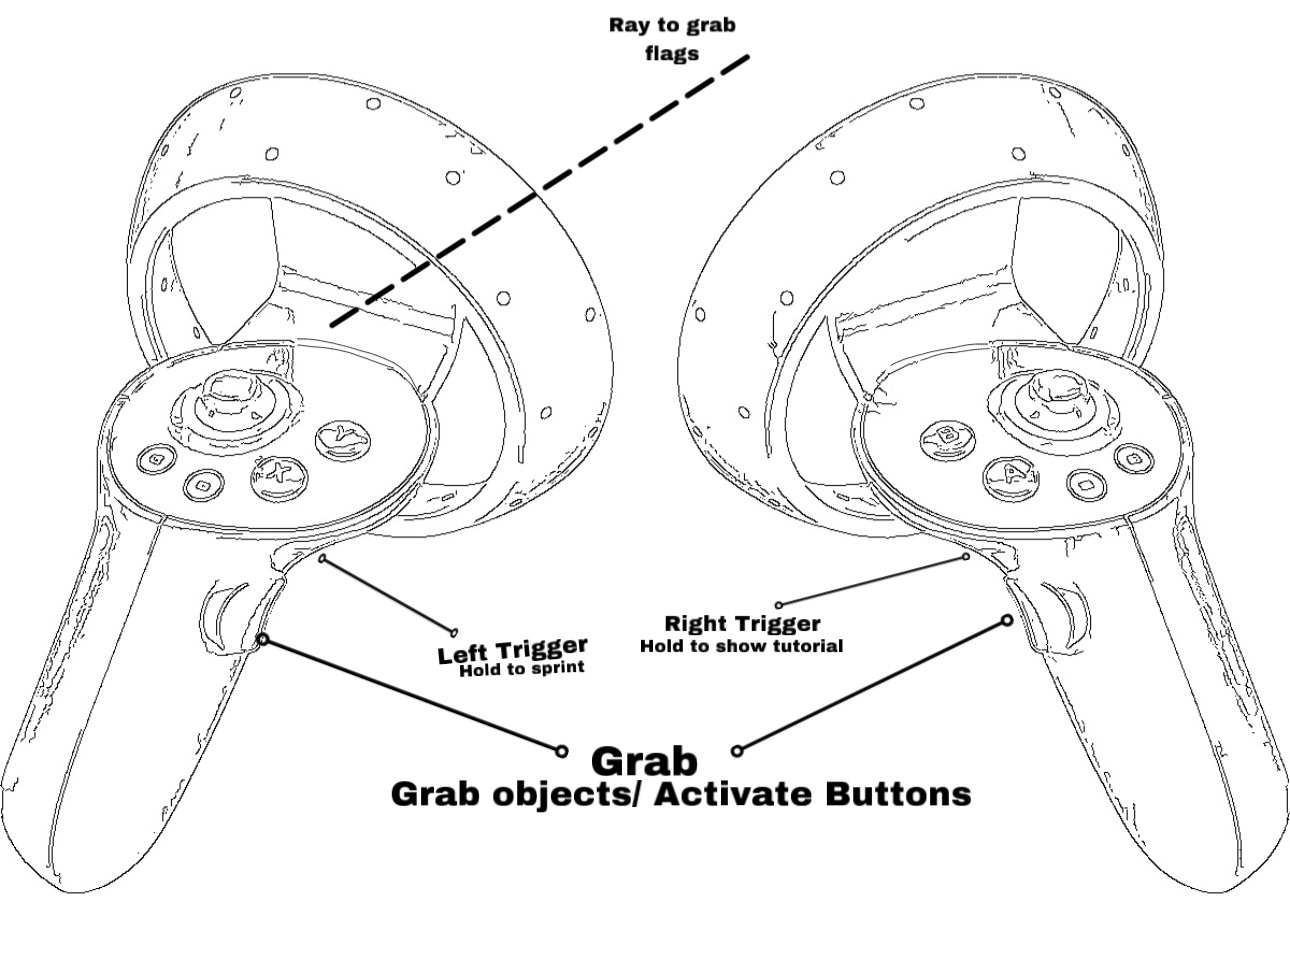 Ray to grab
flags
Y
X
B
A
Left Trigger
Hold to sprint
Right Trigger
Hold to show tutorial
Grab
Grab objects/ Activate Buttons